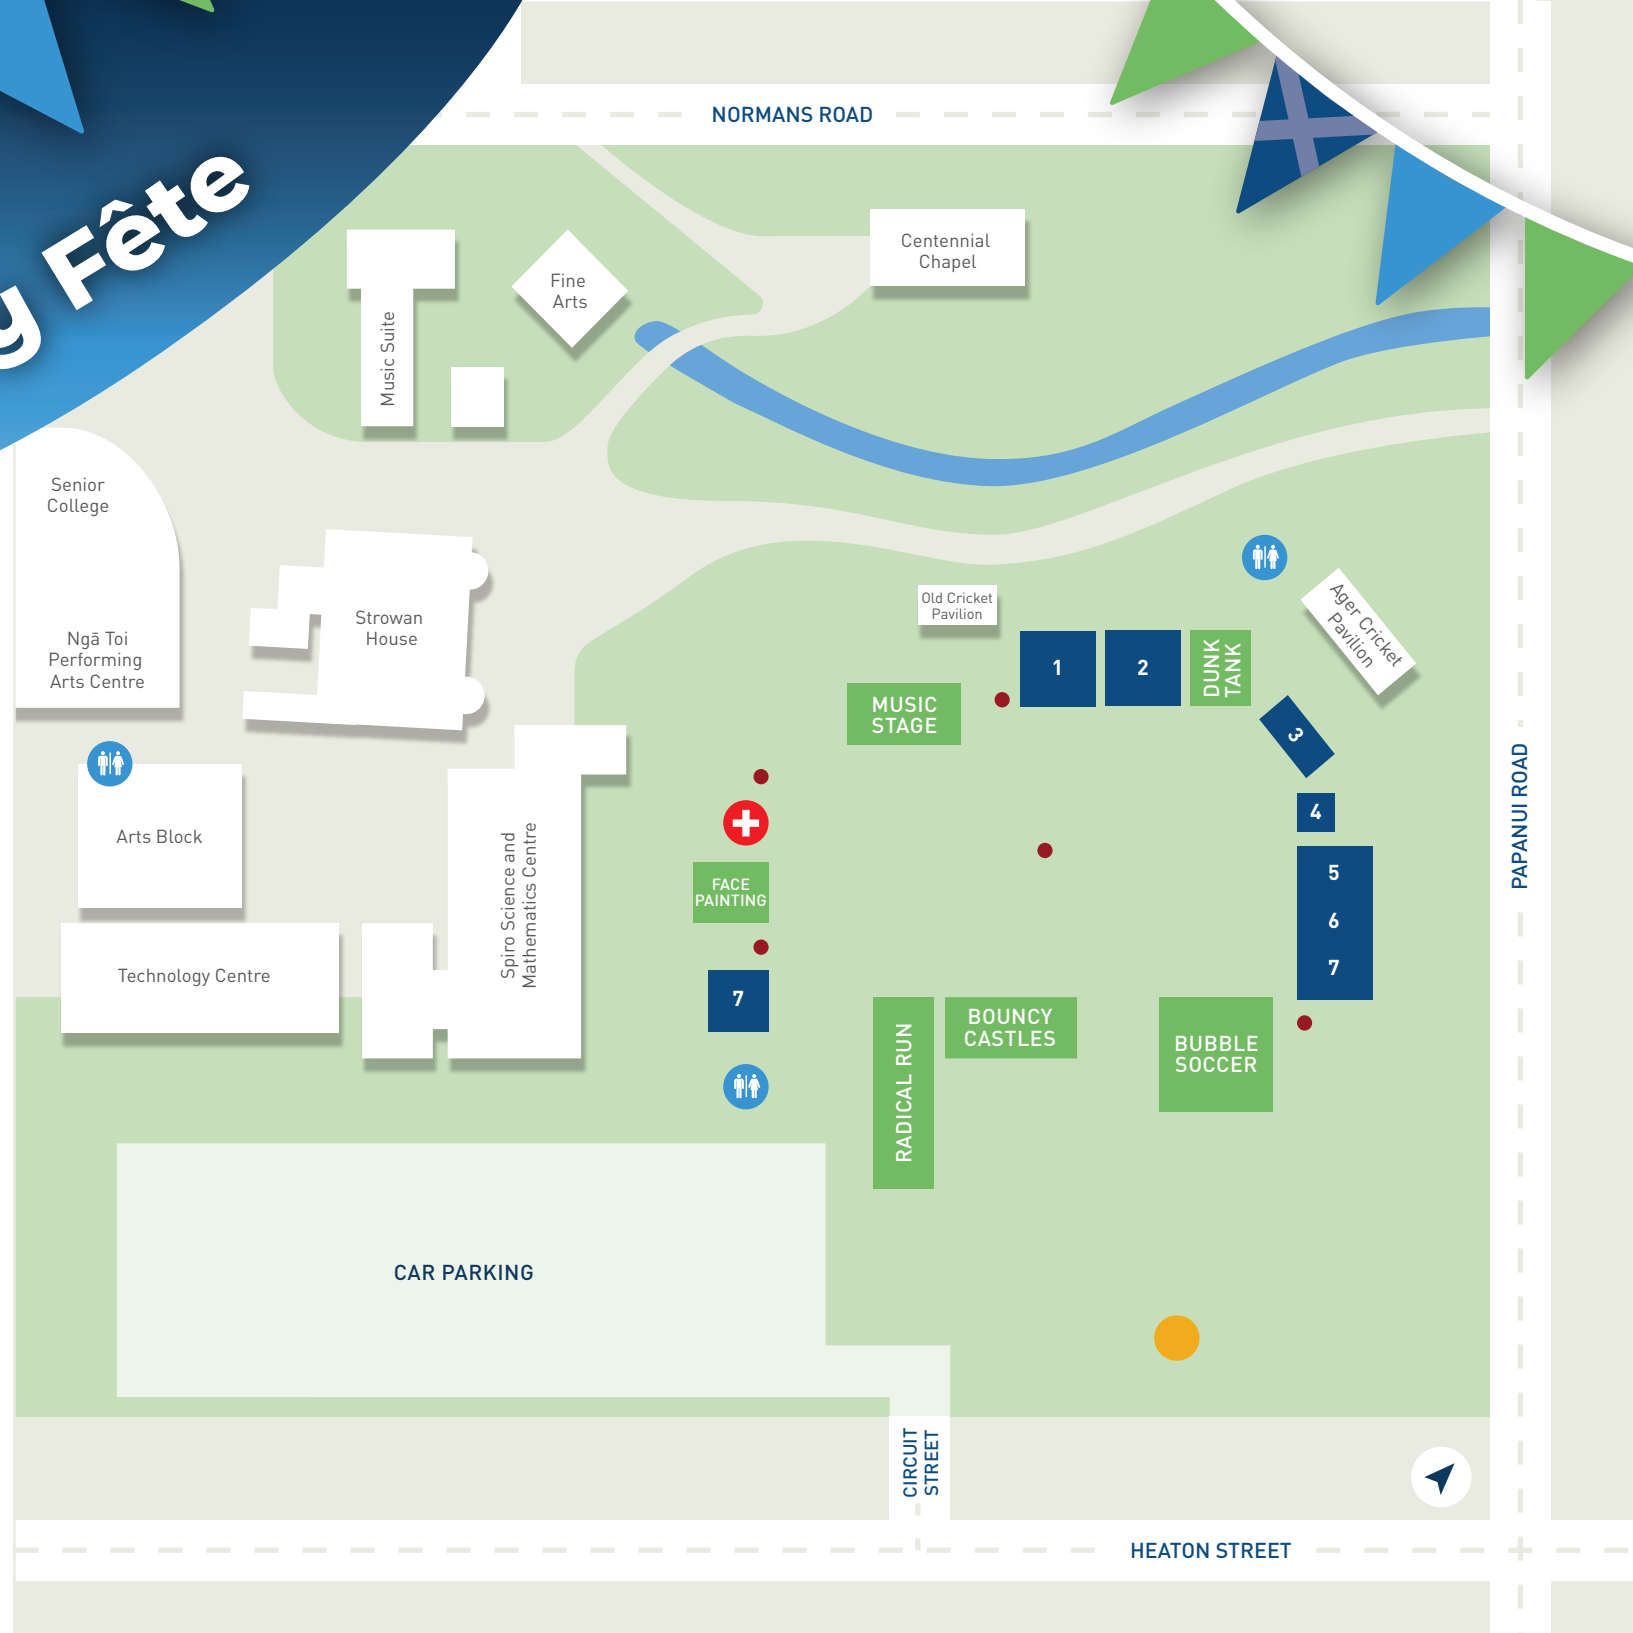 y Fête
NORMANS ROAD
Centennial
Chapel
Fine
Arts
Music Suite
Senior
College
Ngā Toi
Performing
Arts Centre
Strowan
House
Old Cricket
Pavilion
Ager Cricket
Pavilion
1
2
DUNK
TANK
MUSIC
STAGE
3
4
5
6
7
PAPANUI ROAD
Arts Block
Spiro Science and
Mathematics Centre
FACE
PAINTING
Technology Centre
7
RADICAL RUN
BOUNCY
CASTLES
BUBBLE
SOCCER
CAR PARKING
CIRCUIT
STREET
HEATON STREET